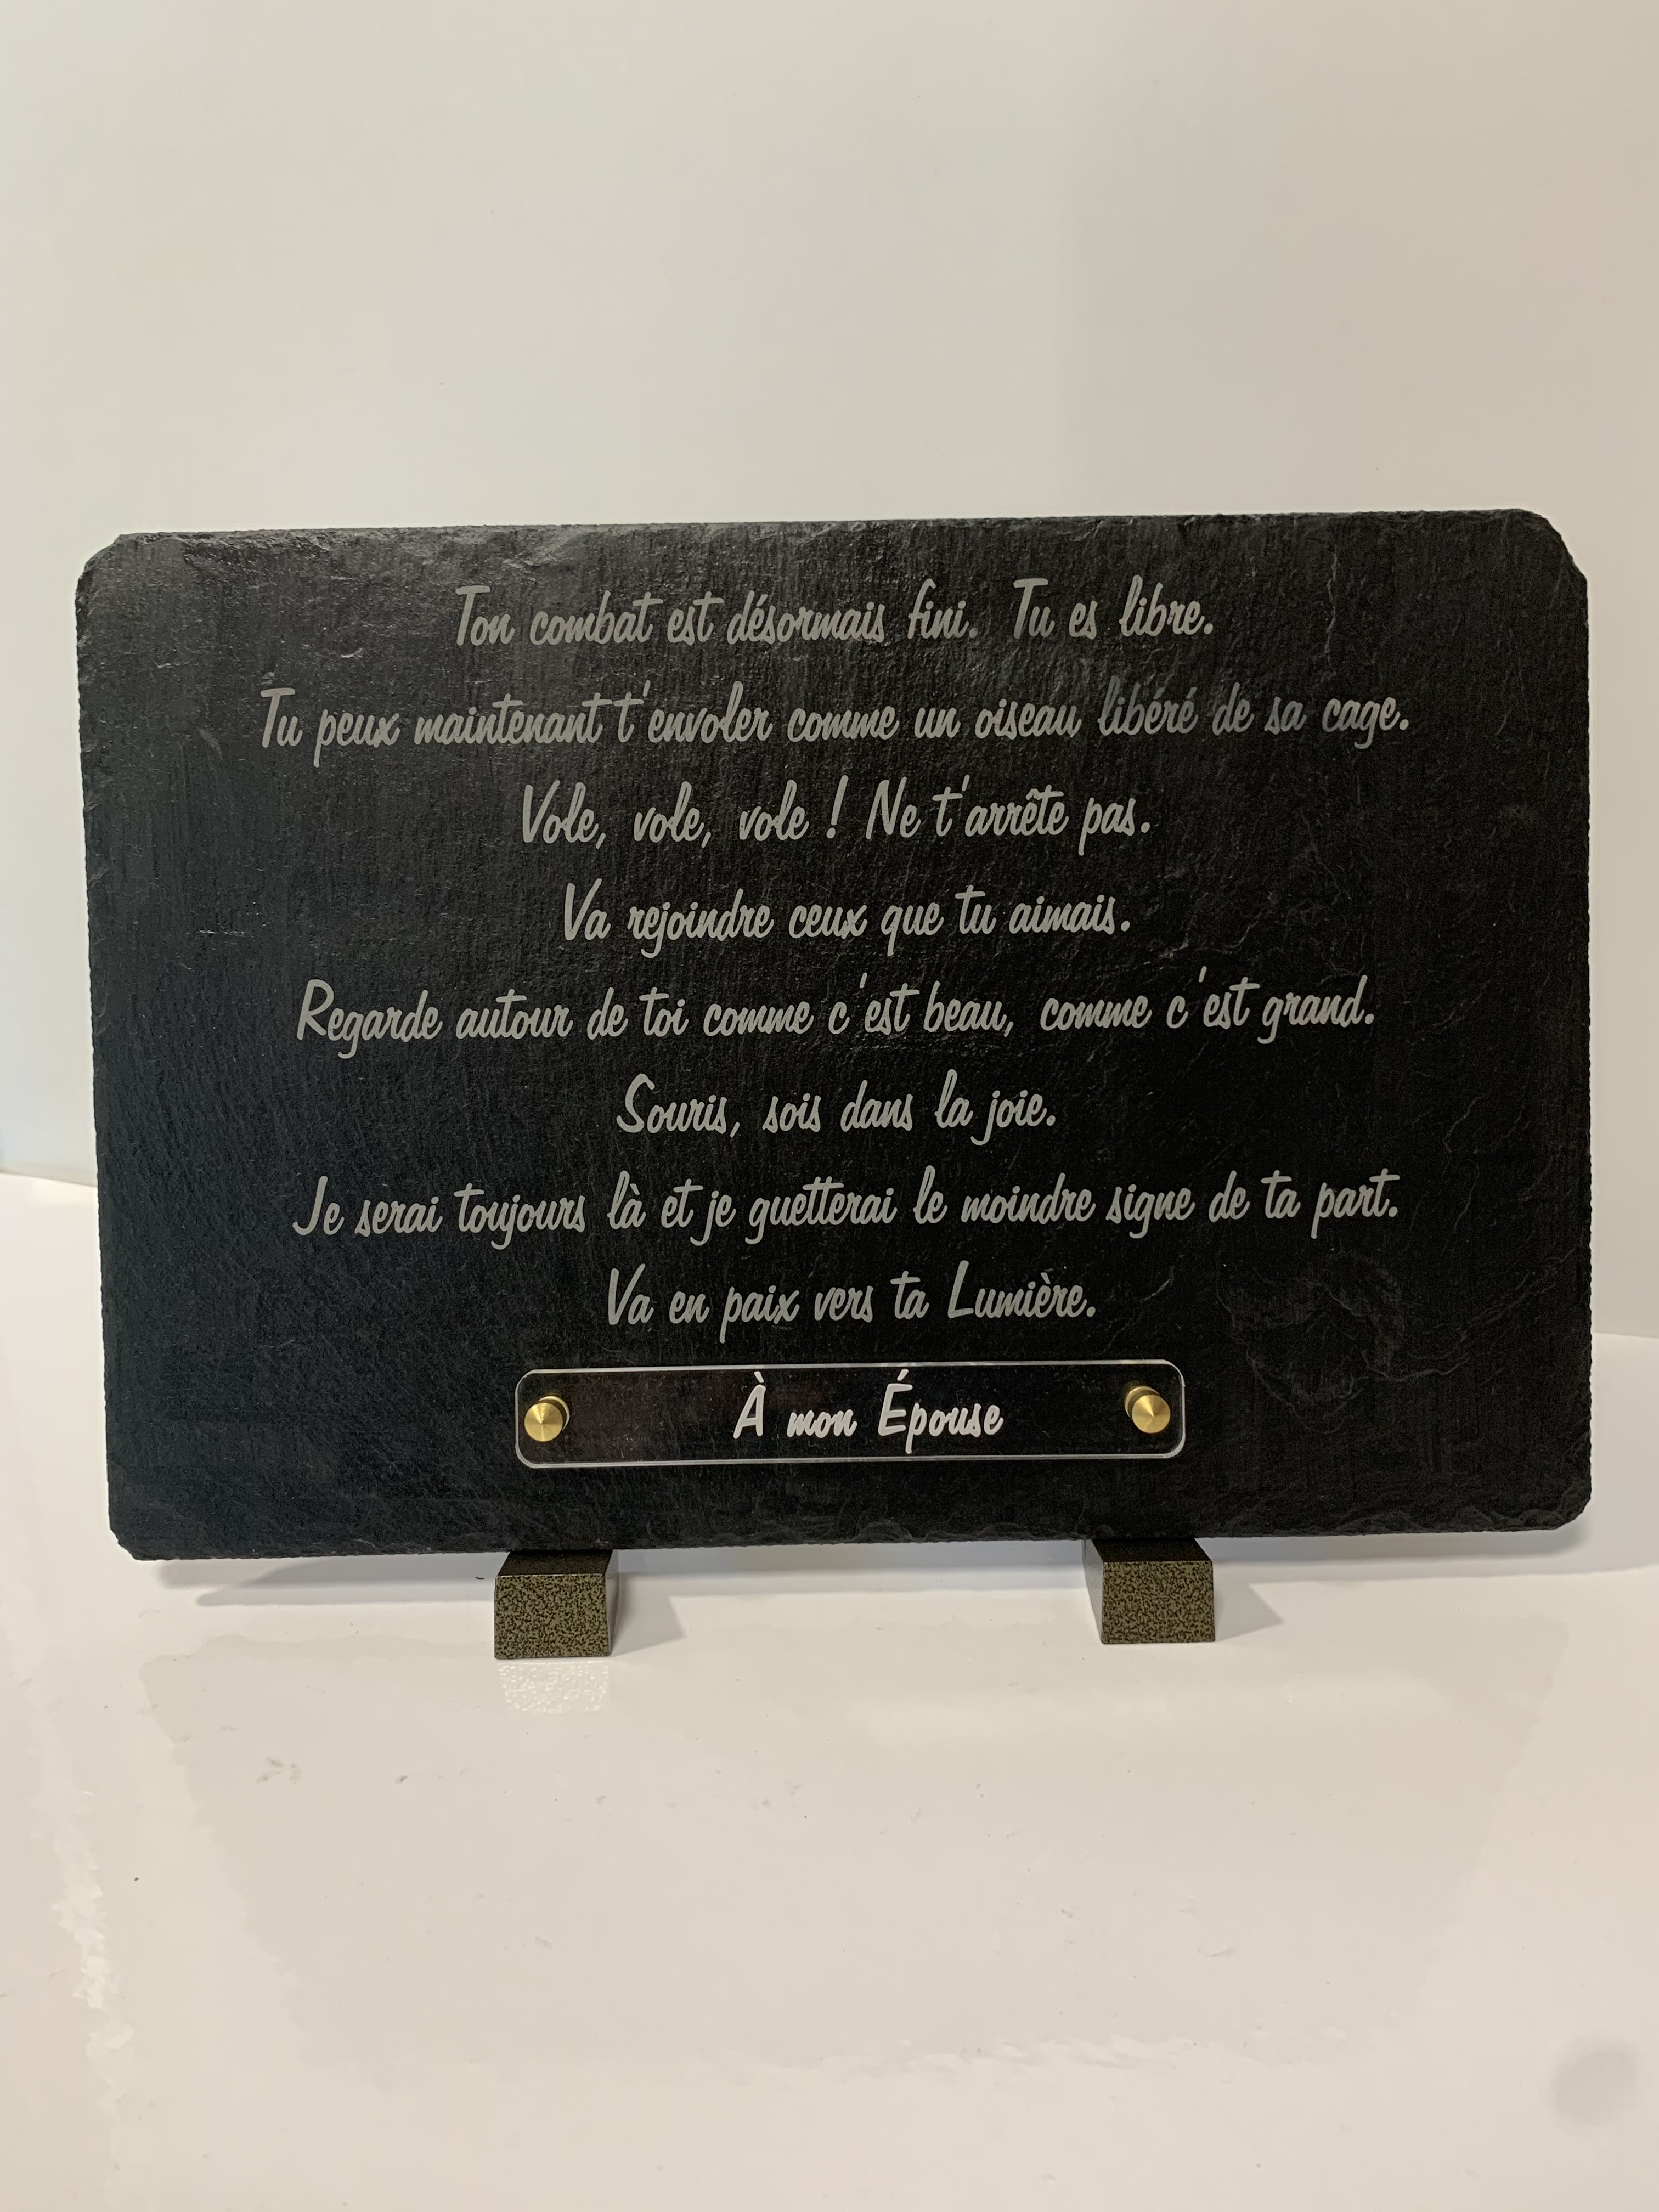 Ton combat est désormais fini. Tu es libre.
Tu peux maintenant t'envoler comme un oiseau libéré de sa cage.
Vole, vole, vole ! Ne t'arrête pas.
Va rejoindre ceux que tu aimais.
Regarde autour de toi comme c'est beau, comme c'est grand.
Souris, sois dans la joie.
Je serai toujours là et je guetterai le moindre signe de ta part.
Va en paix vers ta Lumière.
À mon Épouse